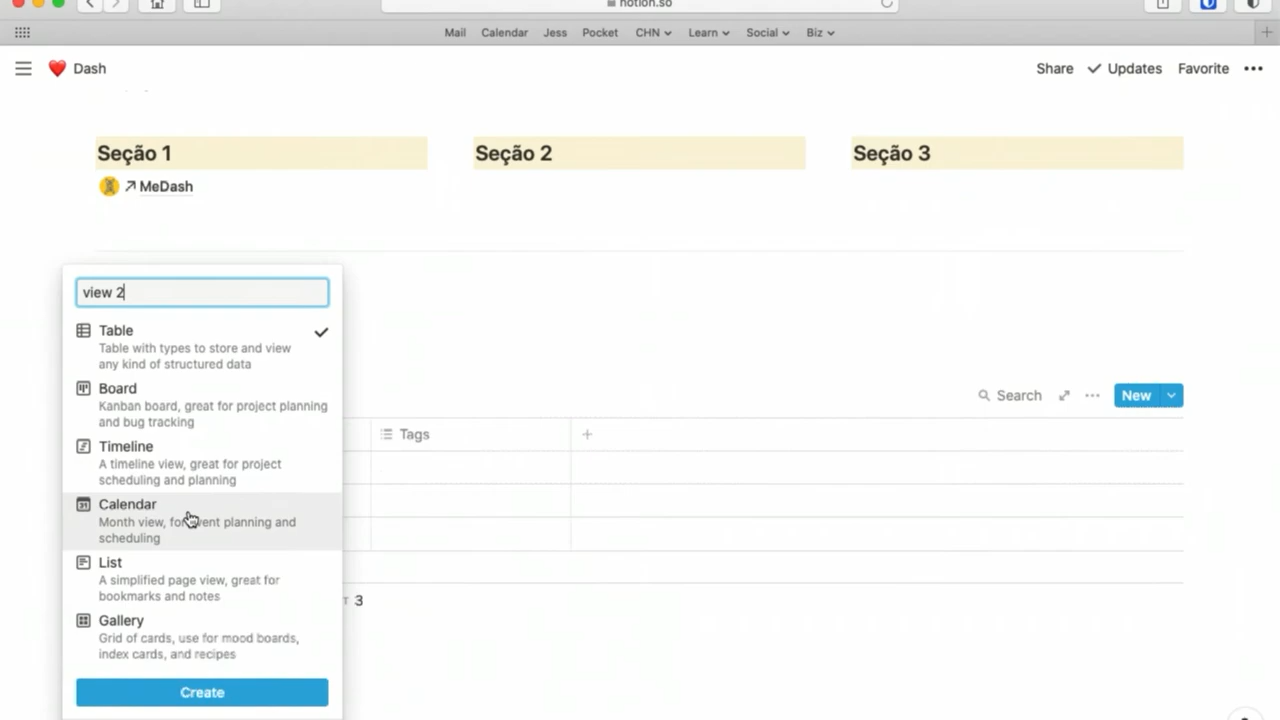 notion.so
Mail Calendar Jess Pocket CHN Learn Social Biz
Dash Share Updates Favorite
Seção 1 Seção 2 Seção 3
MeDash
view 2
Table
Table with types to store and view
any kind of structured data
Board
Kanban board, great for project planning
and bug tracking
Timeline
A timeline view, great for project
scheduling and planning
Calendar
Month view, for event planning and
scheduling
List
A simplified page view, great for
bookmarks and notes
Gallery
Grid of cards, use for mood boards,
index cards, and recipes
Create
Search New
Tags
3